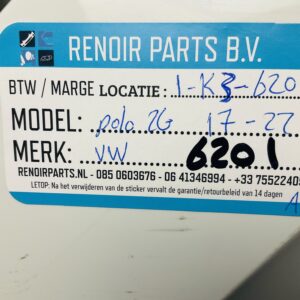 RENOIR PARTS B.V.
BTW / MARGE LOCATIE: 1-K3-620
MODEL: polo 2G 17-22
MERK: VW 6201
RENOIRPARTS.NL - 085 0603676 - 06 41346994 - +33 7552240
LETOP: Na het verwijderen van de sticker vervalt de garantie/retourbeleid van 14 dagen
A